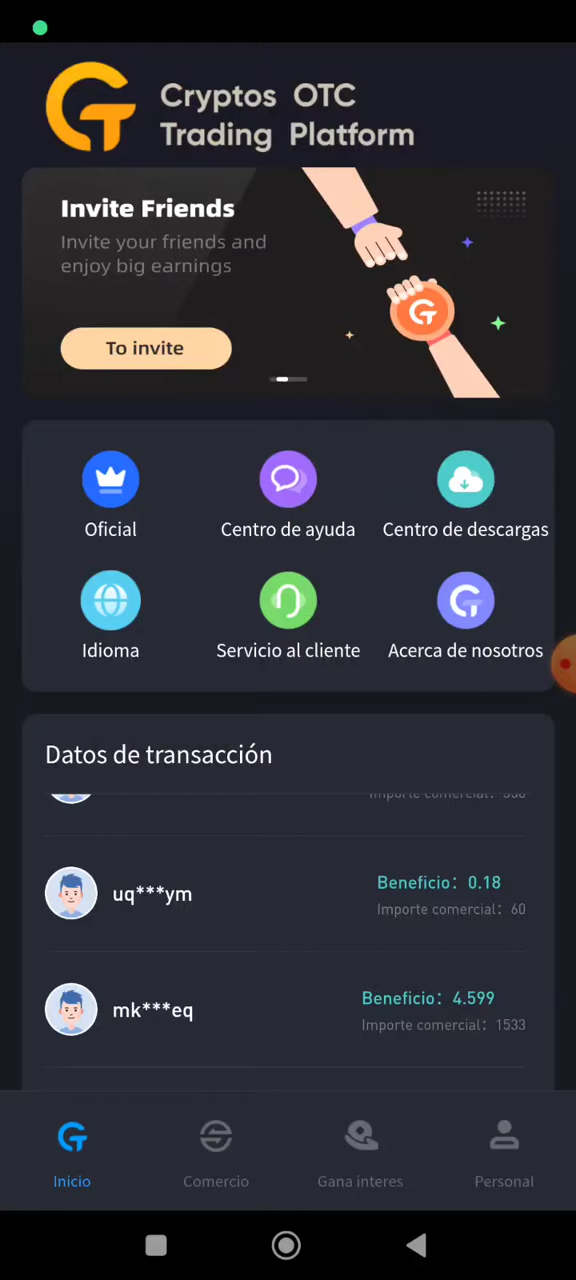 Cryptos OTC
Trading Platform
Invite Friends
Invite your friends and
enjoy big earnings
To invite
Oficial
Centro de ayuda
Centro de descargas
Idioma
Servicio al cliente
Acerca de nosotros
Datos de transacción
uq***ym
Beneficio：0.18
Importe comercial：60
mk***eq
Beneficio：4.599
Importe comercial：1533
Inicio
Comercio
Gana interes
Personal